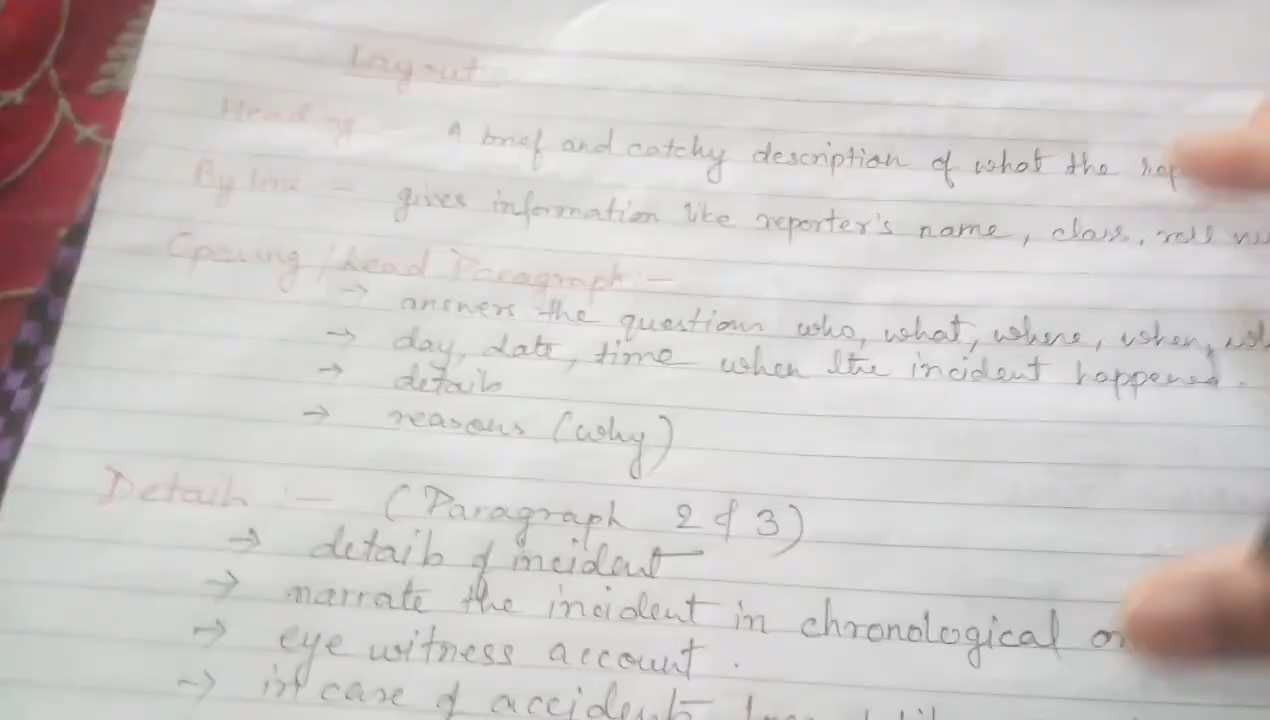 Layout
Heading A brief and catchy description of what the
By line - gives information like reporter's name, class, roll
Opening / Lead Paragraph :-
→ answers the questions who, what, where, when,
→ day, date, time when the incident happened.
→ details
→ reasons (why)
Details :- (Paragraph 2 & 3)
→ details of incident
→ narrate the incident in chronological
→ eye witness account.
→ in case of accident